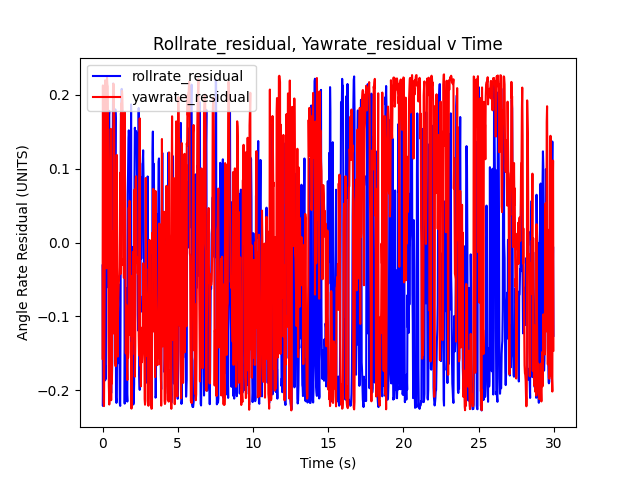 Rollrate_residual, Yawrate_residual v Time
rollrate_residual
yawrate_residual
Angle Rate Residual (UNITS)
0.2
0.1
0.0
−0.1
−0.2
0 5 10 15 20 25 30
Time (s)